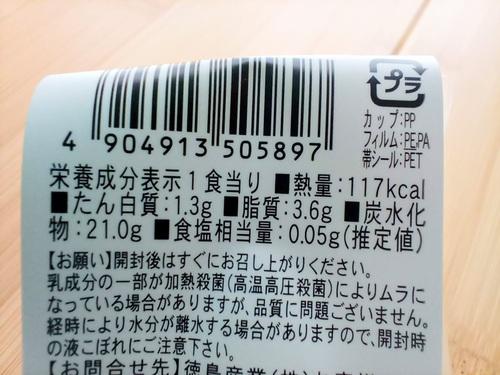 プラ
カップ:PP
フィルム:PE,PA
帯シール:PET
4 904913 505897
栄養成分表示1食当り ■熱量:117kcal
■たん白質:1.3g ■脂質:3.6g ■炭水化
物:21.0g ■食塩相当量:0.05g(推定値)
【お願い】開封後はすぐにお召し上がりください。
乳成分の一部が加熱殺菌(高温高圧殺菌)によりムラに
なっている場合がありますが、品質に問題ございません。
経時により水分が離水する場合がありますので、開封時
の液こぼれにご注意下さい。
【お問合せ先】徳島産業(株)